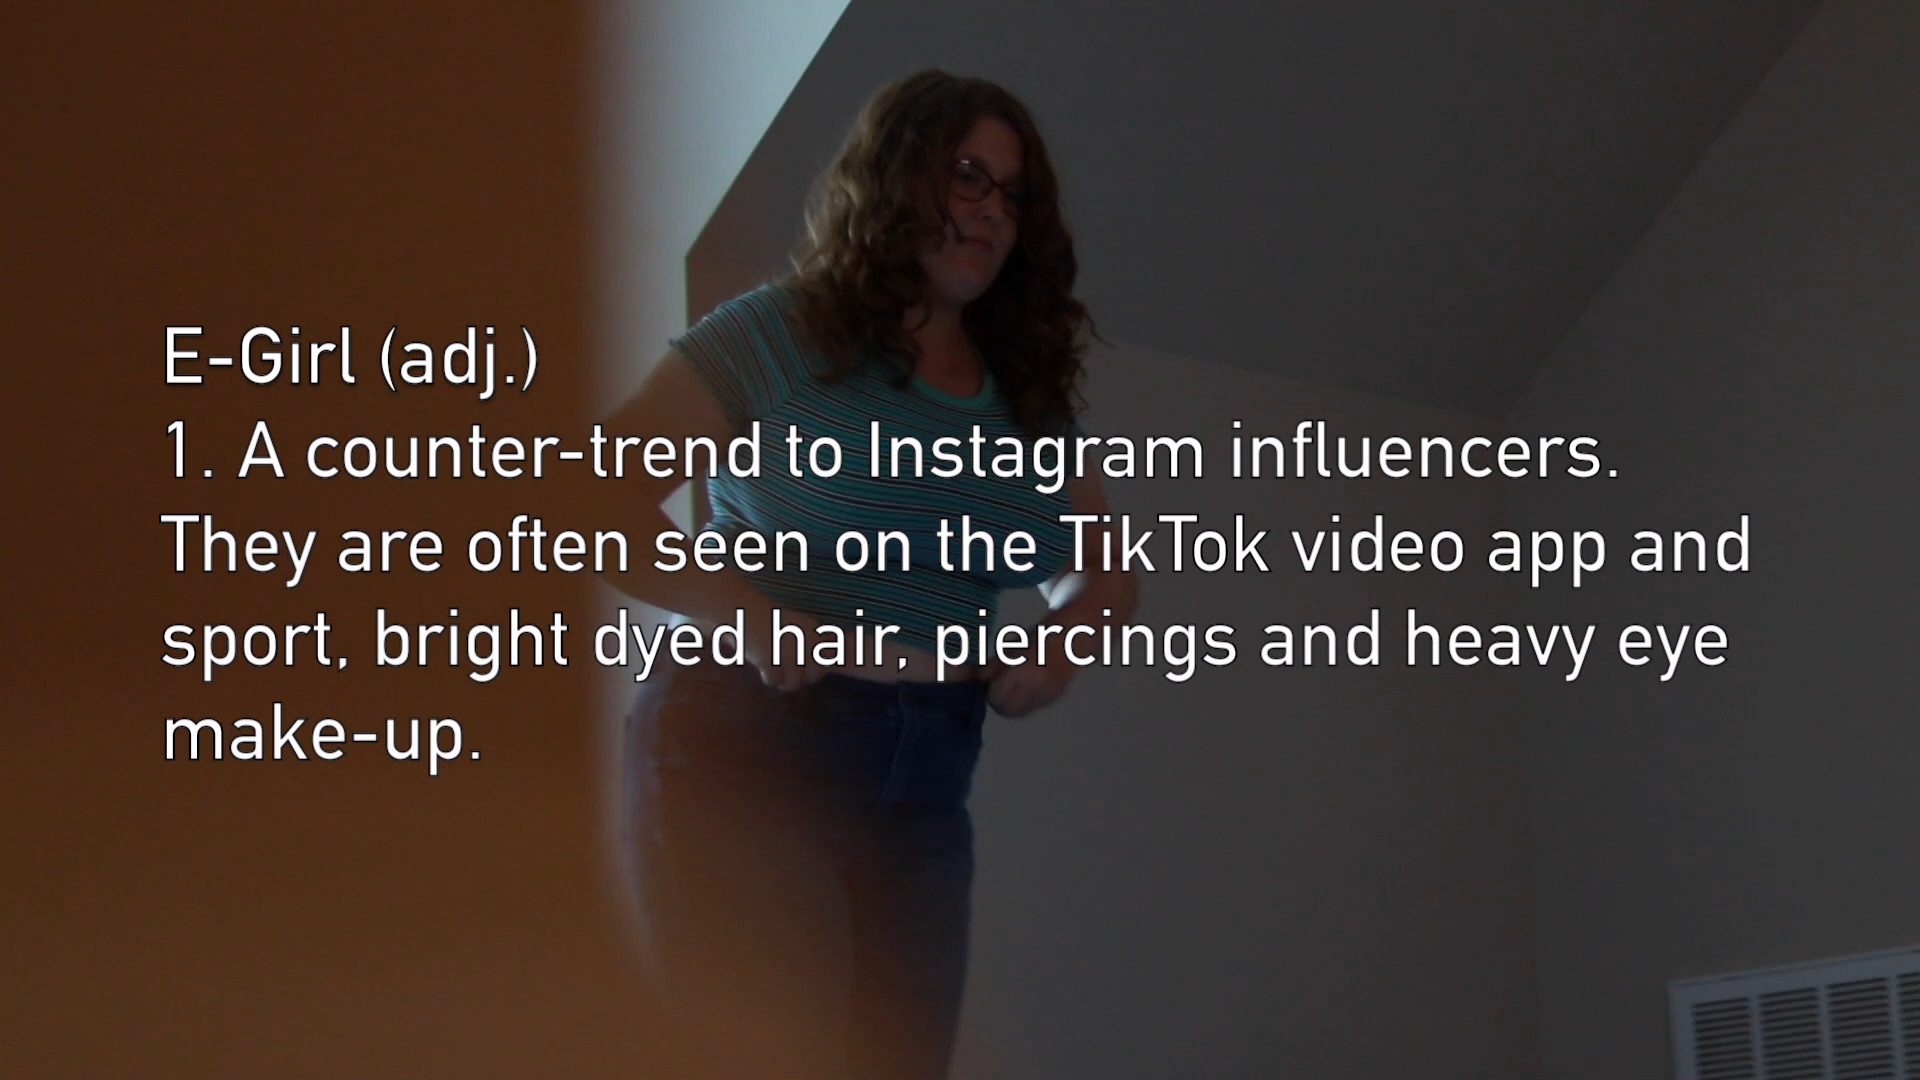 E-Girl (adj.)
1. A counter-trend to Instagram influencers.
They are often seen on the TikTok video app and
sport, bright dyed hair, piercings and heavy eye
make-up.